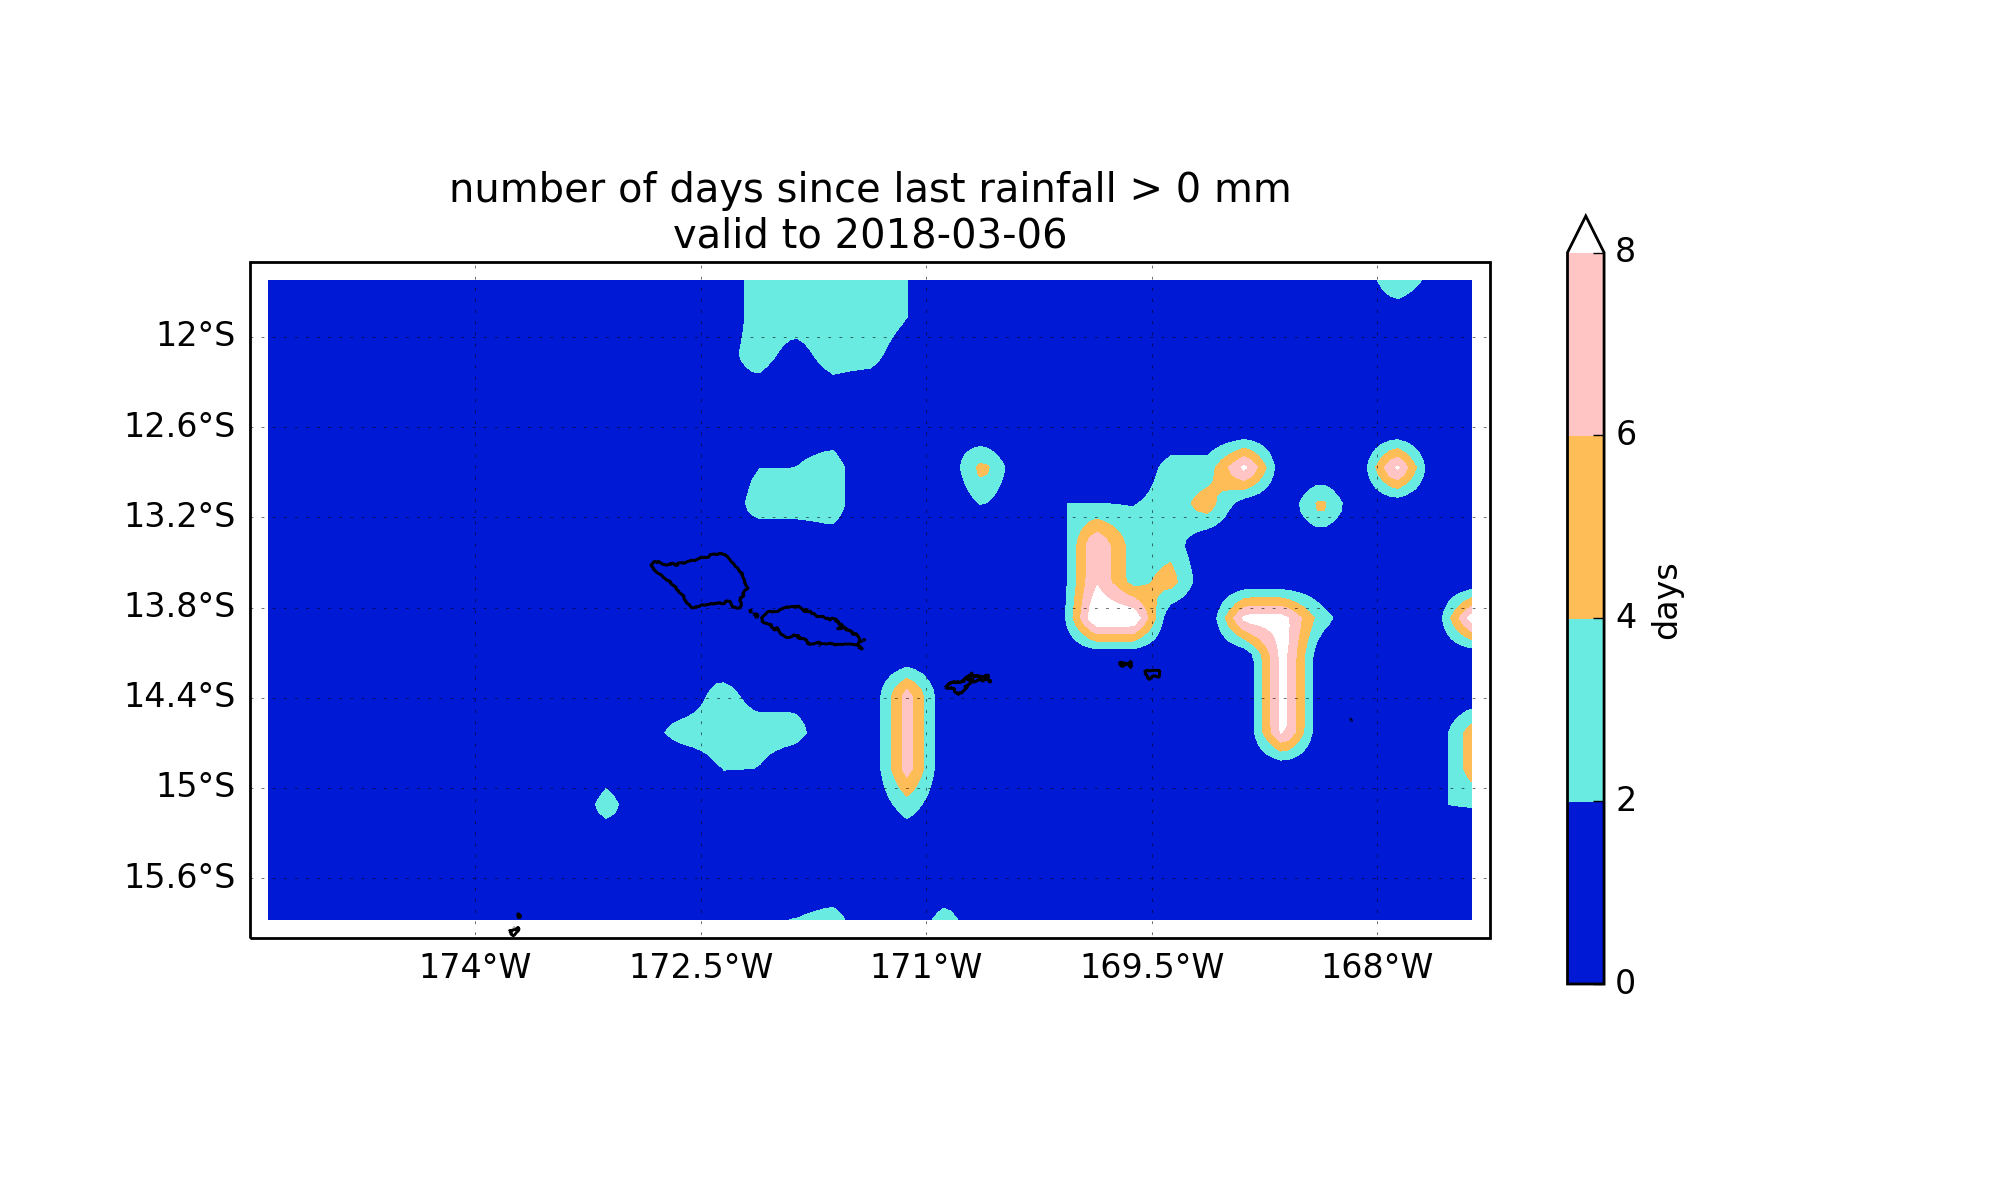 number of days since last rainfall > 0 mm
valid to 2018-03-06
12°S
12.6°S
13.2°S
13.8°S
14.4°S
15°S
15.6°S
174°W
172.5°W
171°W
169.5°W
168°W
8
6
4
2
0
days